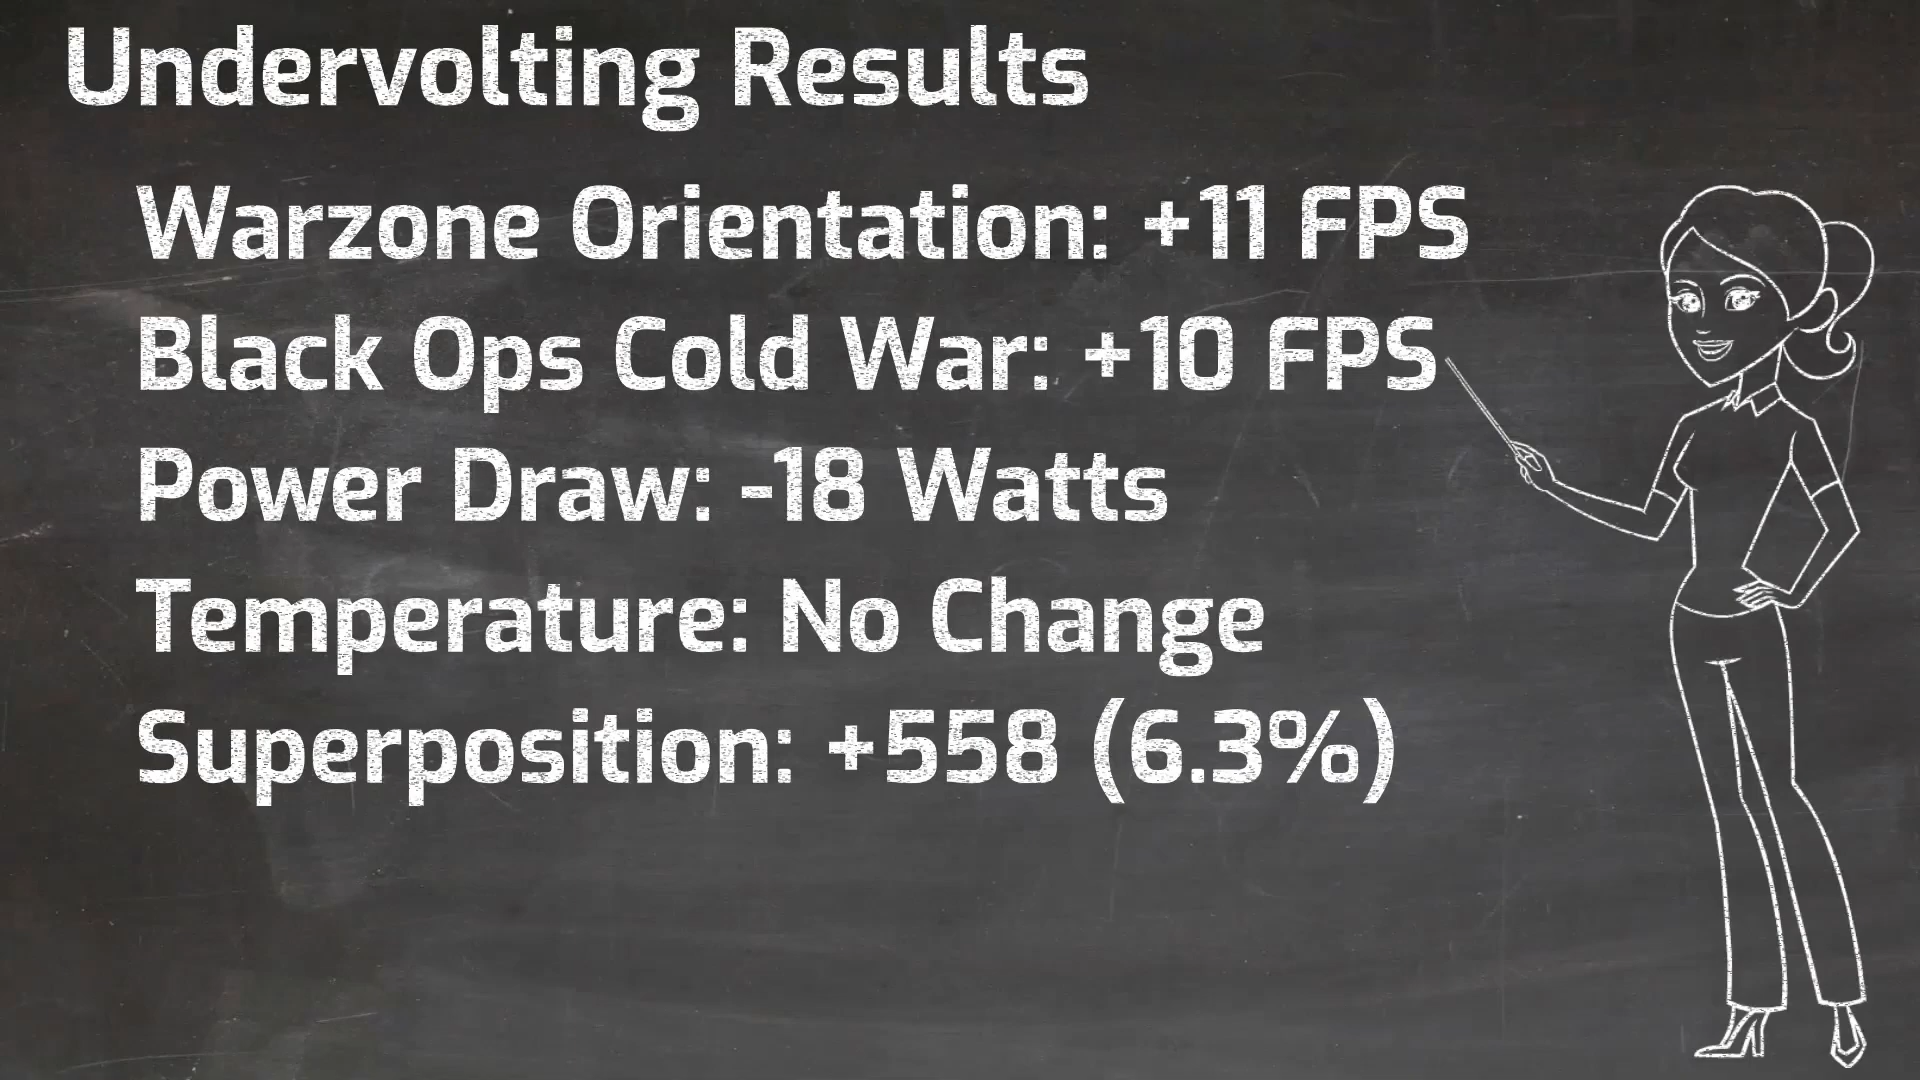 Undervolting Results
Warzone Orientation: +11 FPS
Black Ops Cold War: +10 FPS
Power Draw: -18 Watts
Temperature: No Change
Superposition: +558 (6.3%)